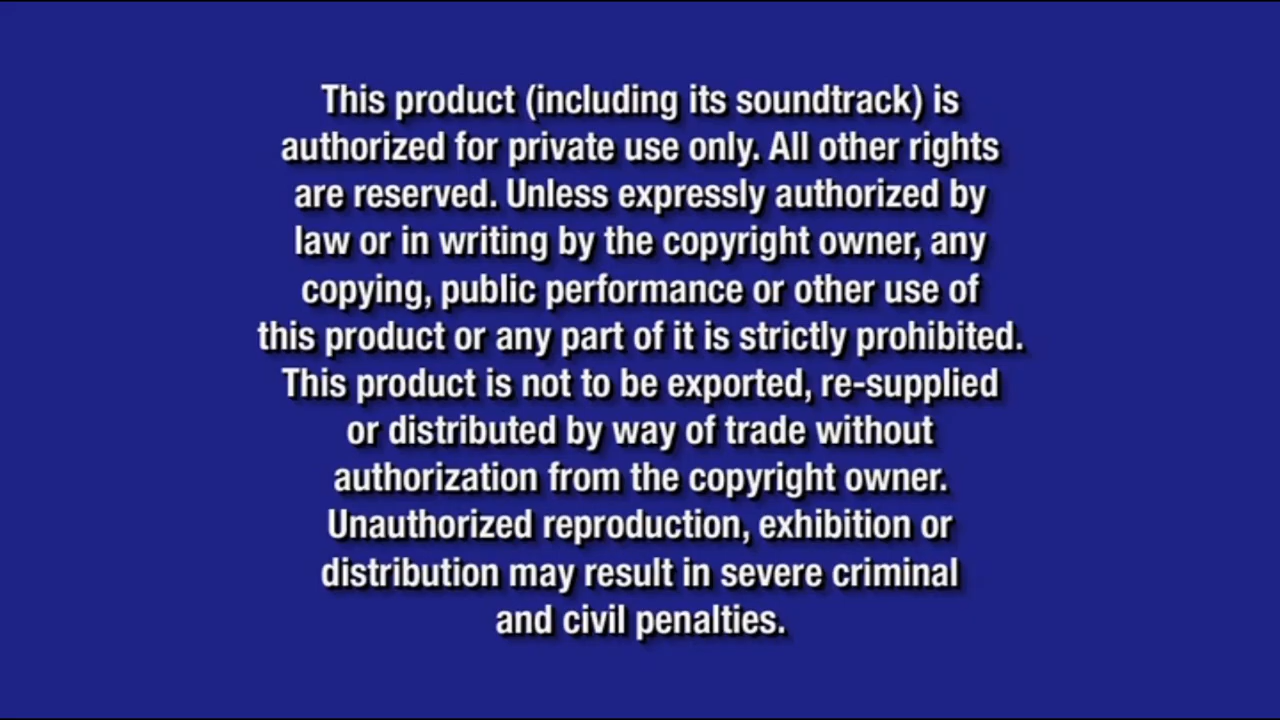 This product (including its soundtrack) is
authorized for private use only. All other rights
are reserved. Unless expressly authorized by
law or in writing by the copyright owner, any
copying, public performance or other use of
this product or any part of it is strictly prohibited.
This product is not to be exported, re-supplied
or distributed by way of trade without
authorization from the copyright owner.
Unauthorized reproduction, exhibition or
distribution may result in severe criminal
and civil penalties.